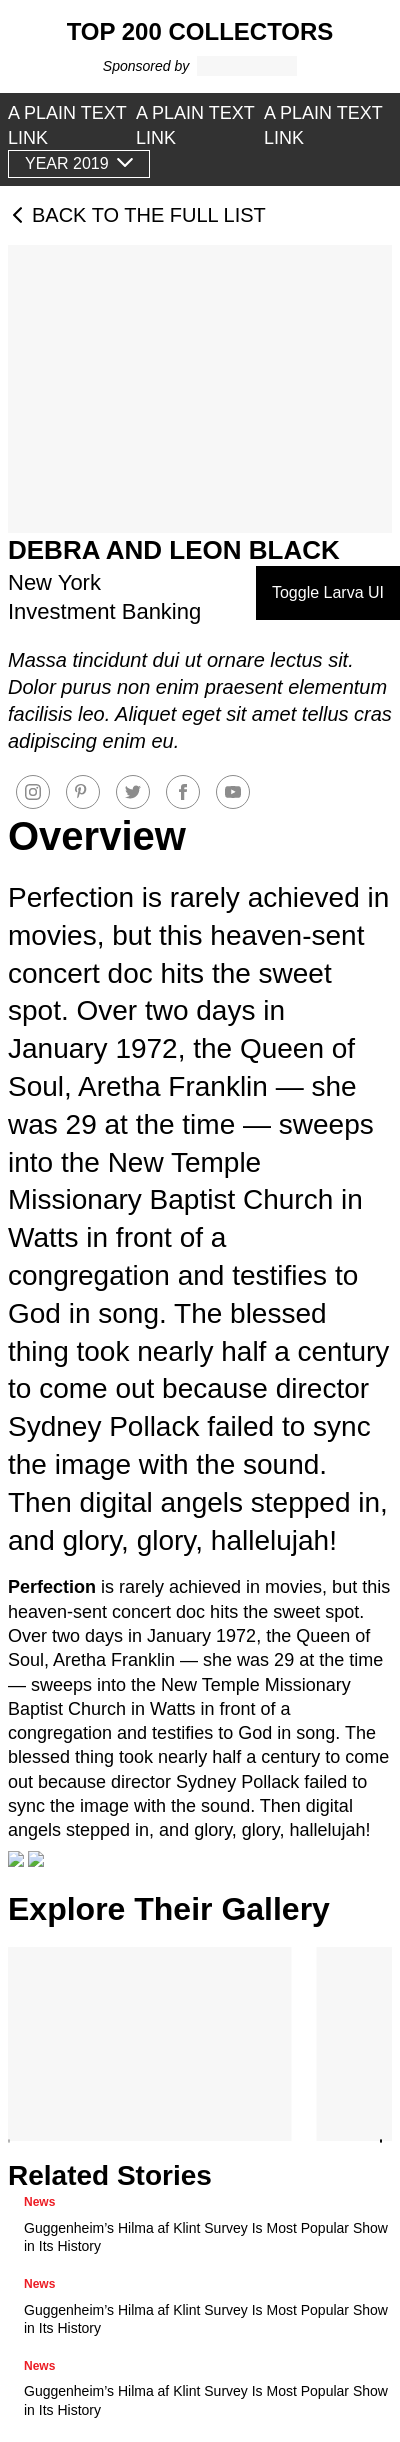 TOP 200 COLLECTORS
Sponsored by
A PLAIN TEXT LINK
A PLAIN TEXT LINK
A PLAIN TEXT LINK
YEAR 2019
BACK TO THE FULL LIST
DEBRA AND LEON BLACK
New York
Investment Banking
Toggle Larva UI
Massa tincidunt dui ut ornare lectus sit.
Dolor purus non enim praesent elementum
facilisis leo. Aliquet eget sit amet tellus cras
adipiscing enim eu.
Overview
Perfection is rarely achieved in
movies, but this heaven-sent
concert doc hits the sweet
spot. Over two days in
January 1972, the Queen of
Soul, Aretha Franklin — she
was 29 at the time — sweeps
into the New Temple
Missionary Baptist Church in
Watts in front of a
congregation and testifies to
God in song. The blessed
thing took nearly half a century
to come out because director
Sydney Pollack failed to sync
the image with the sound.
Then digital angels stepped in,
and glory, glory, hallelujah!
Perfection is rarely achieved in movies, but this
heaven-sent concert doc hits the sweet spot.
Over two days in January 1972, the Queen of
Soul, Aretha Franklin — she was 29 at the time
— sweeps into the New Temple Missionary
Baptist Church in Watts in front of a
congregation and testifies to God in song. The
blessed thing took nearly half a century to come
out because director Sydney Pollack failed to
sync the image with the sound. Then digital
angels stepped in, and glory, glory, hallelujah!
Explore Their Gallery
Related Stories
News
Guggenheim’s Hilma af Klint Survey Is Most Popular Show
in Its History
News
Guggenheim’s Hilma af Klint Survey Is Most Popular Show
in Its History
News
Guggenheim’s Hilma af Klint Survey Is Most Popular Show
in Its History